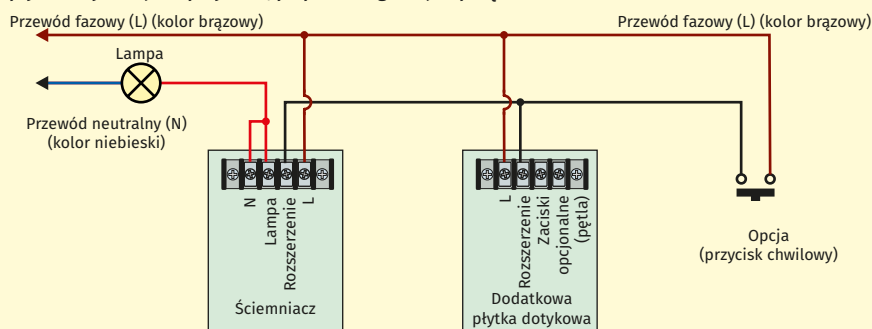 Przewód fazowy (L) (kolor brązowy)
Przewód fazowy (L) (kolor brązowy)
Lampa
Przewód neutralny (N)
(kolor niebieski)
N
Lampa
Rozszerzenie
L
Ściemniacz
L
Rozszerzenie
Zaciski
opcjonalne
(pętla)
Dodatkowa
płytka dotykowa
Opcja
(przycisk chwilowy)